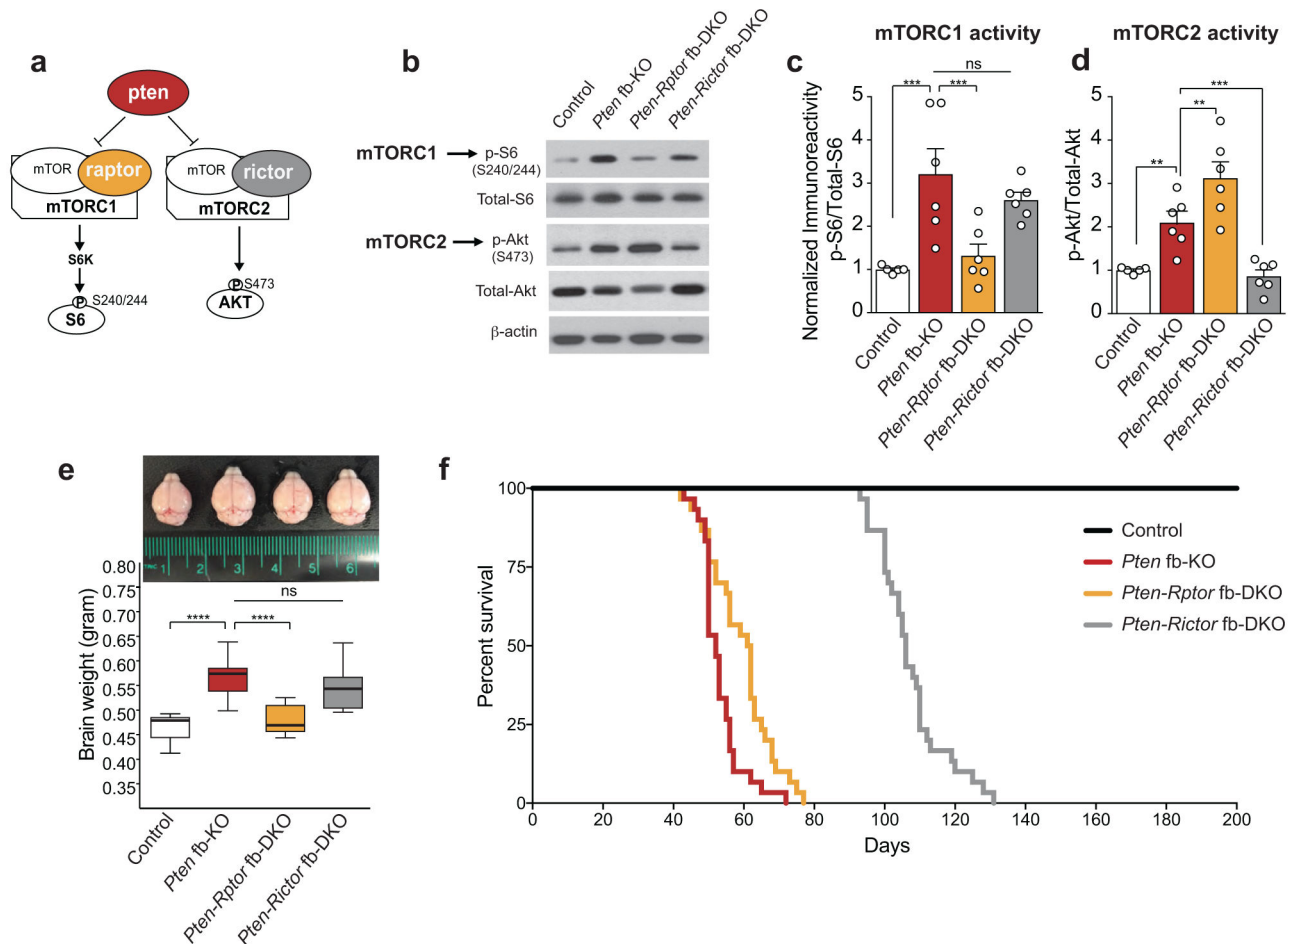 a
pten
mTOR
raptor
mTORC1
S6K
P
S240/244
S6
mTOR
rictor
mTORC2
P
S473
AKT
b
Control
Pten fb-KO
Pten-Rptor fb-DKO
Pten-Rictor fb-DKO
mTORC1
p-S6
(S240/244)
Total-S6
mTORC2
p-Akt
(S473)
Total-Akt
β-actin
c
mTORC1 activity
Normalized Immunoreactivity
p-S6/Total-S6
5
4
3
2
1
0
***
***
ns
Control
Pten fb-KO
Pten-Rptor fb-DKO
Pten-Rictor fb-DKO
d
mTORC2 activity
p-Akt/Total-Akt
5
4
3
2
1
0
**
**
***
Control
Pten fb-KO
Pten-Rptor fb-DKO
Pten-Rictor fb-DKO
e
1 2 3 4 5 6
Brain weight (gram)
0.80
0.75
0.70
0.65
0.60
0.55
0.50
0.45
0.40
0.35
****
****
ns
Control
Pten fb-KO
Pten-Rptor fb-DKO
Pten-Rictor fb-DKO
f
Percent survival
100
75
50
25
0
0 20 40 60 80 100 120 140 160 180 200
Days
Control
Pten fb-KO
Pten-Rptor fb-DKO
Pten-Rictor fb-DKO